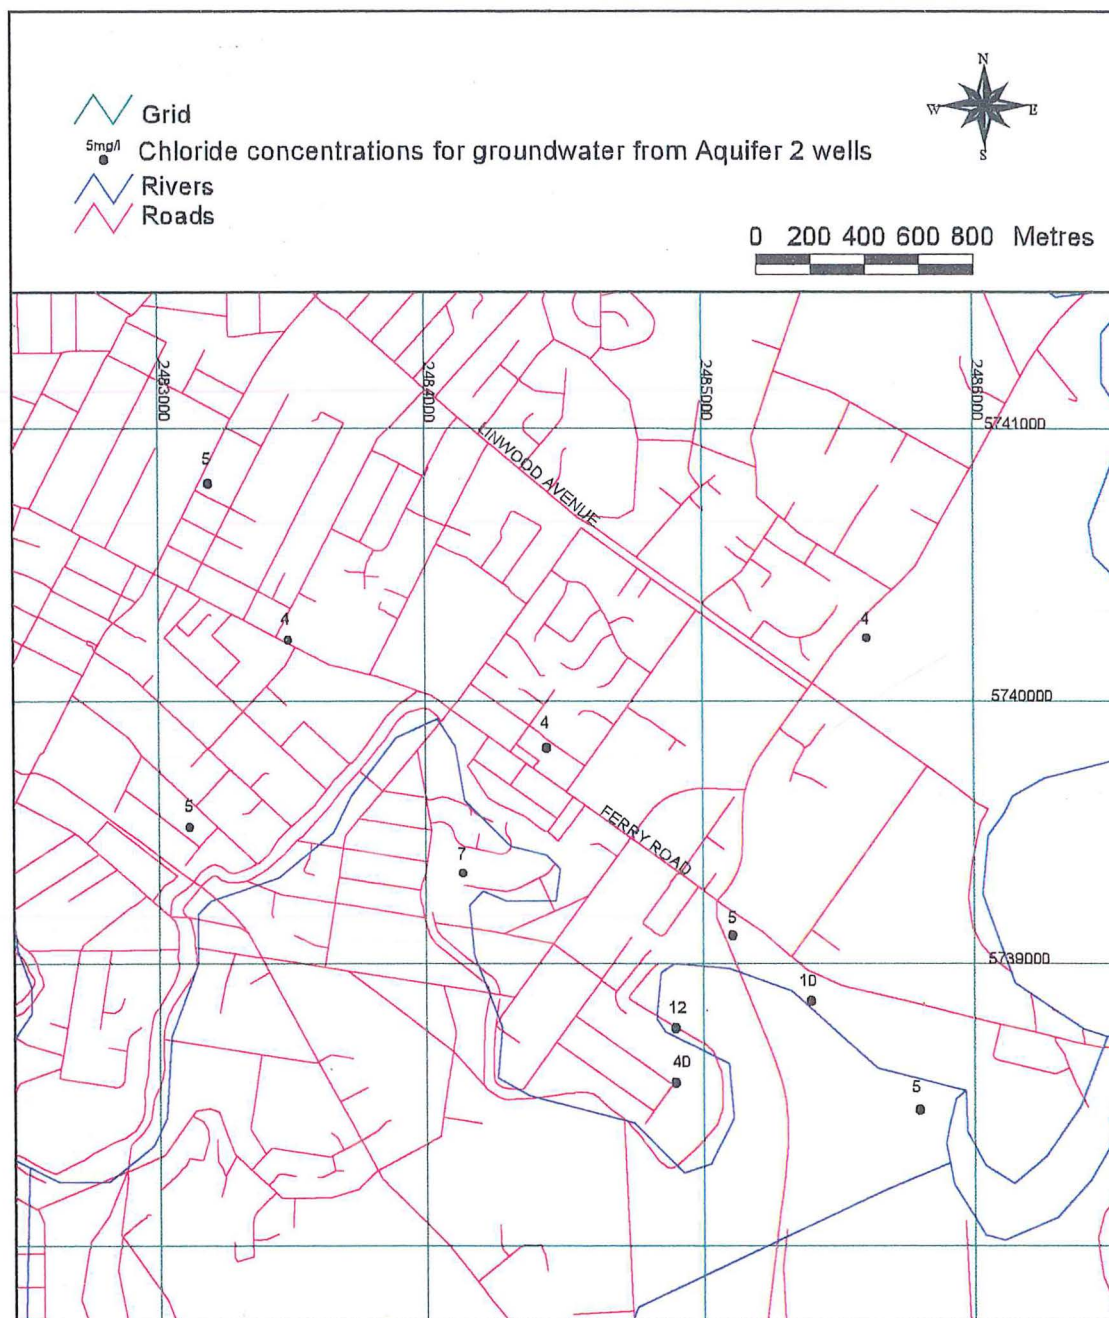 N
W E
S
Grid
5mg/l Chloride concentrations for groundwater from Aquifer 2 wells
Rivers
Roads
0 200 400 600 800 Metres
2483000
2484000
2485000
2486000
5741000
LINWOOD AVENUE
5
4
4
5740000
4
5
FERRY ROAD
7
5
5739000
10
12
40
5